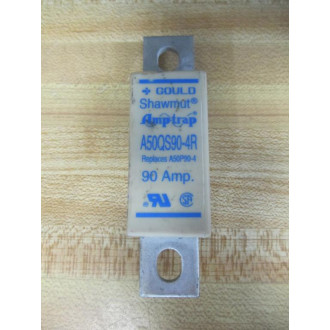 GOULD
Shawmut®
Amp-trap
A50QS90-4R
Replaces A50P90-4
90 Amp.